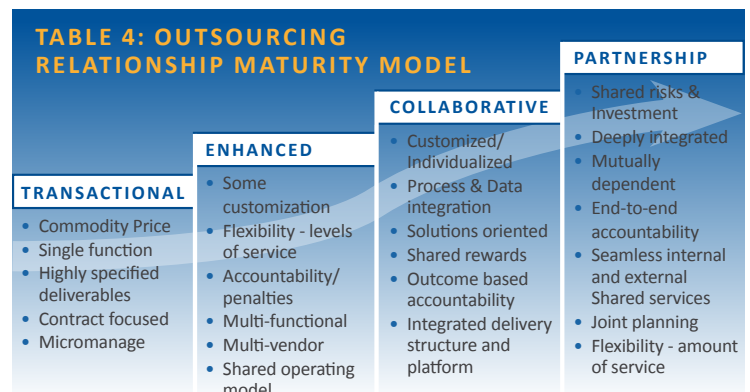 TABLE 4: OUTSOURCING
RELATIONSHIP MATURITY MODEL
TRANSACTIONAL
• Commodity Price
• Single function
• Highly specified
deliverables
• Contract focused
• Micromanage
ENHANCED
• Some
customization
• Flexibility - levels
of service
• Accountability/
penalties
• Multi-functional
• Multi-vendor
• Shared operating
model
COLLABORATIVE
• Customized/
Individualized
• Process & Data
integration
• Solutions oriented
• Shared rewards
• Outcome based
accountability
• Integrated delivery
structure and
platform
PARTNERSHIP
• Shared risks &
Investment
• Deeply integrated
• Mutually
dependent
• End-to-end
accountability
• Seamless internal
and external
Shared services
• Joint planning
• Flexibility - amount
of service